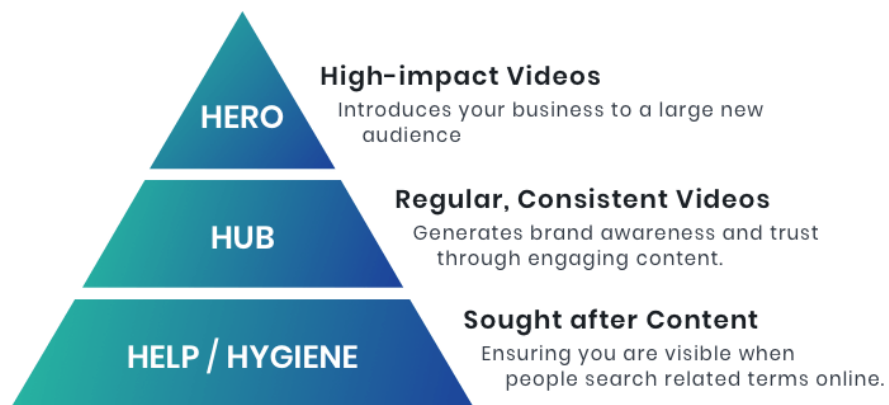 HERO
High-impact Videos
Introduces your business to a large new
audience
HUB
Regular, Consistent Videos
Generates brand awareness and trust
through engaging content.
HELP / HYGIENE
Sought after Content
Ensuring you are visible when
people search related terms online.